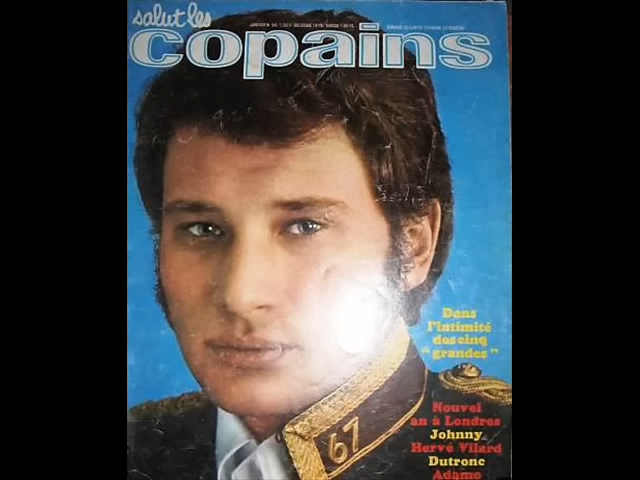 salut les
copains
Dans
l'intimité
des cinq
"grandes"
Nouvel
an à Londres
Johnny
Hervé Vilard
Dutronc
Adamo
67